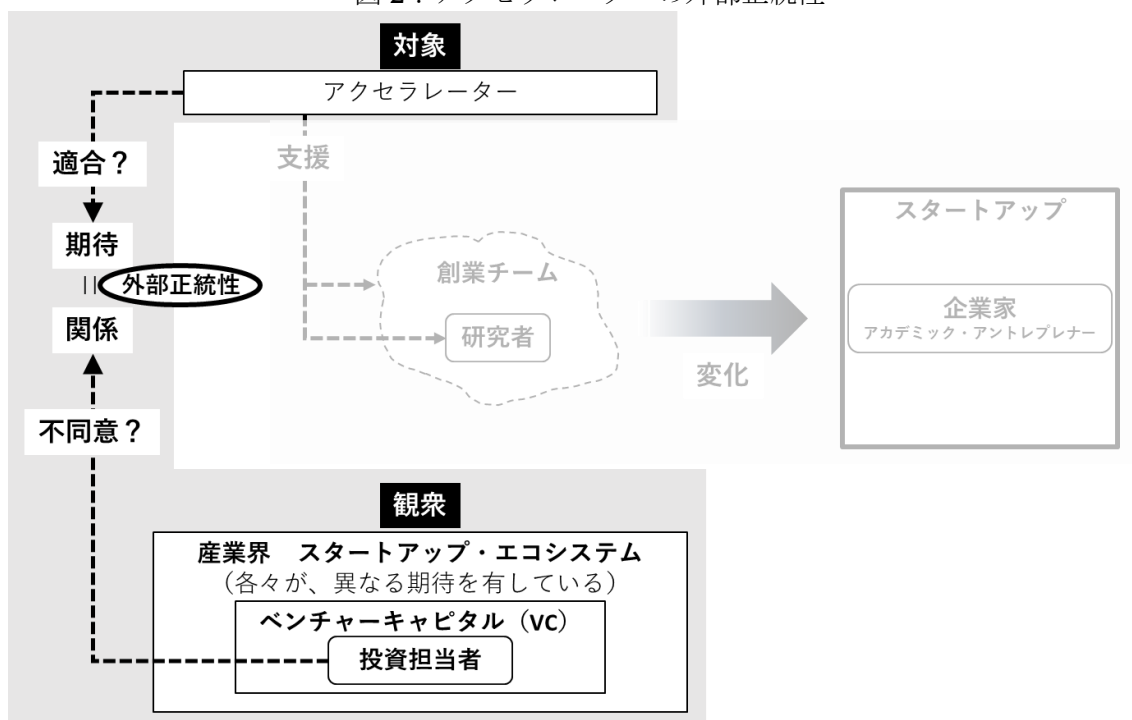 対象
アクセラレーター
適合？
支援
スタートアップ
期待
創業チーム
||
外部正統性
企業家
アカデミック・アントレプレナー
関係
研究者
変化
不同意？
観衆
産業界　スタートアップ・エコシステム
（各々が、異なる期待を有している）
ベンチャーキャピタル（VC）
投資担当者